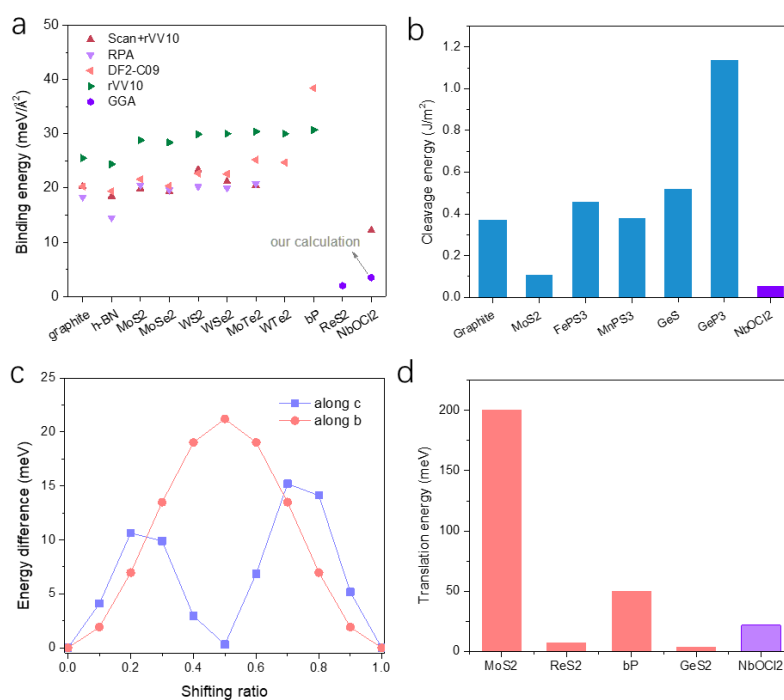 a
Scan+rVV10
RPA
DF2-C09
rVV10
GGA
Binding energy (meV/Å²)
50
40
30
20
10
0
our calculation
graphite
h-BN
MoS2
MoSe2
WS2
WSe2
MoTe2
WTe2
bP
ReS2
NbOCl2
b
Cleavage energy (J/m²)
1.2
1.0
0.8
0.6
0.4
0.2
0.0
Graphite
MoS2
FePS3
MnPS3
GeS
GeP3
NbOCl2
c
along c
along b
Energy difference (meV)
25
20
15
10
5
0
0.0 0.2 0.4 0.6 0.8 1.0
Shifting ratio
d
Translation energy (meV)
200
150
100
50
0
MoS2 ReS2 bP GeS2 NbOCl2